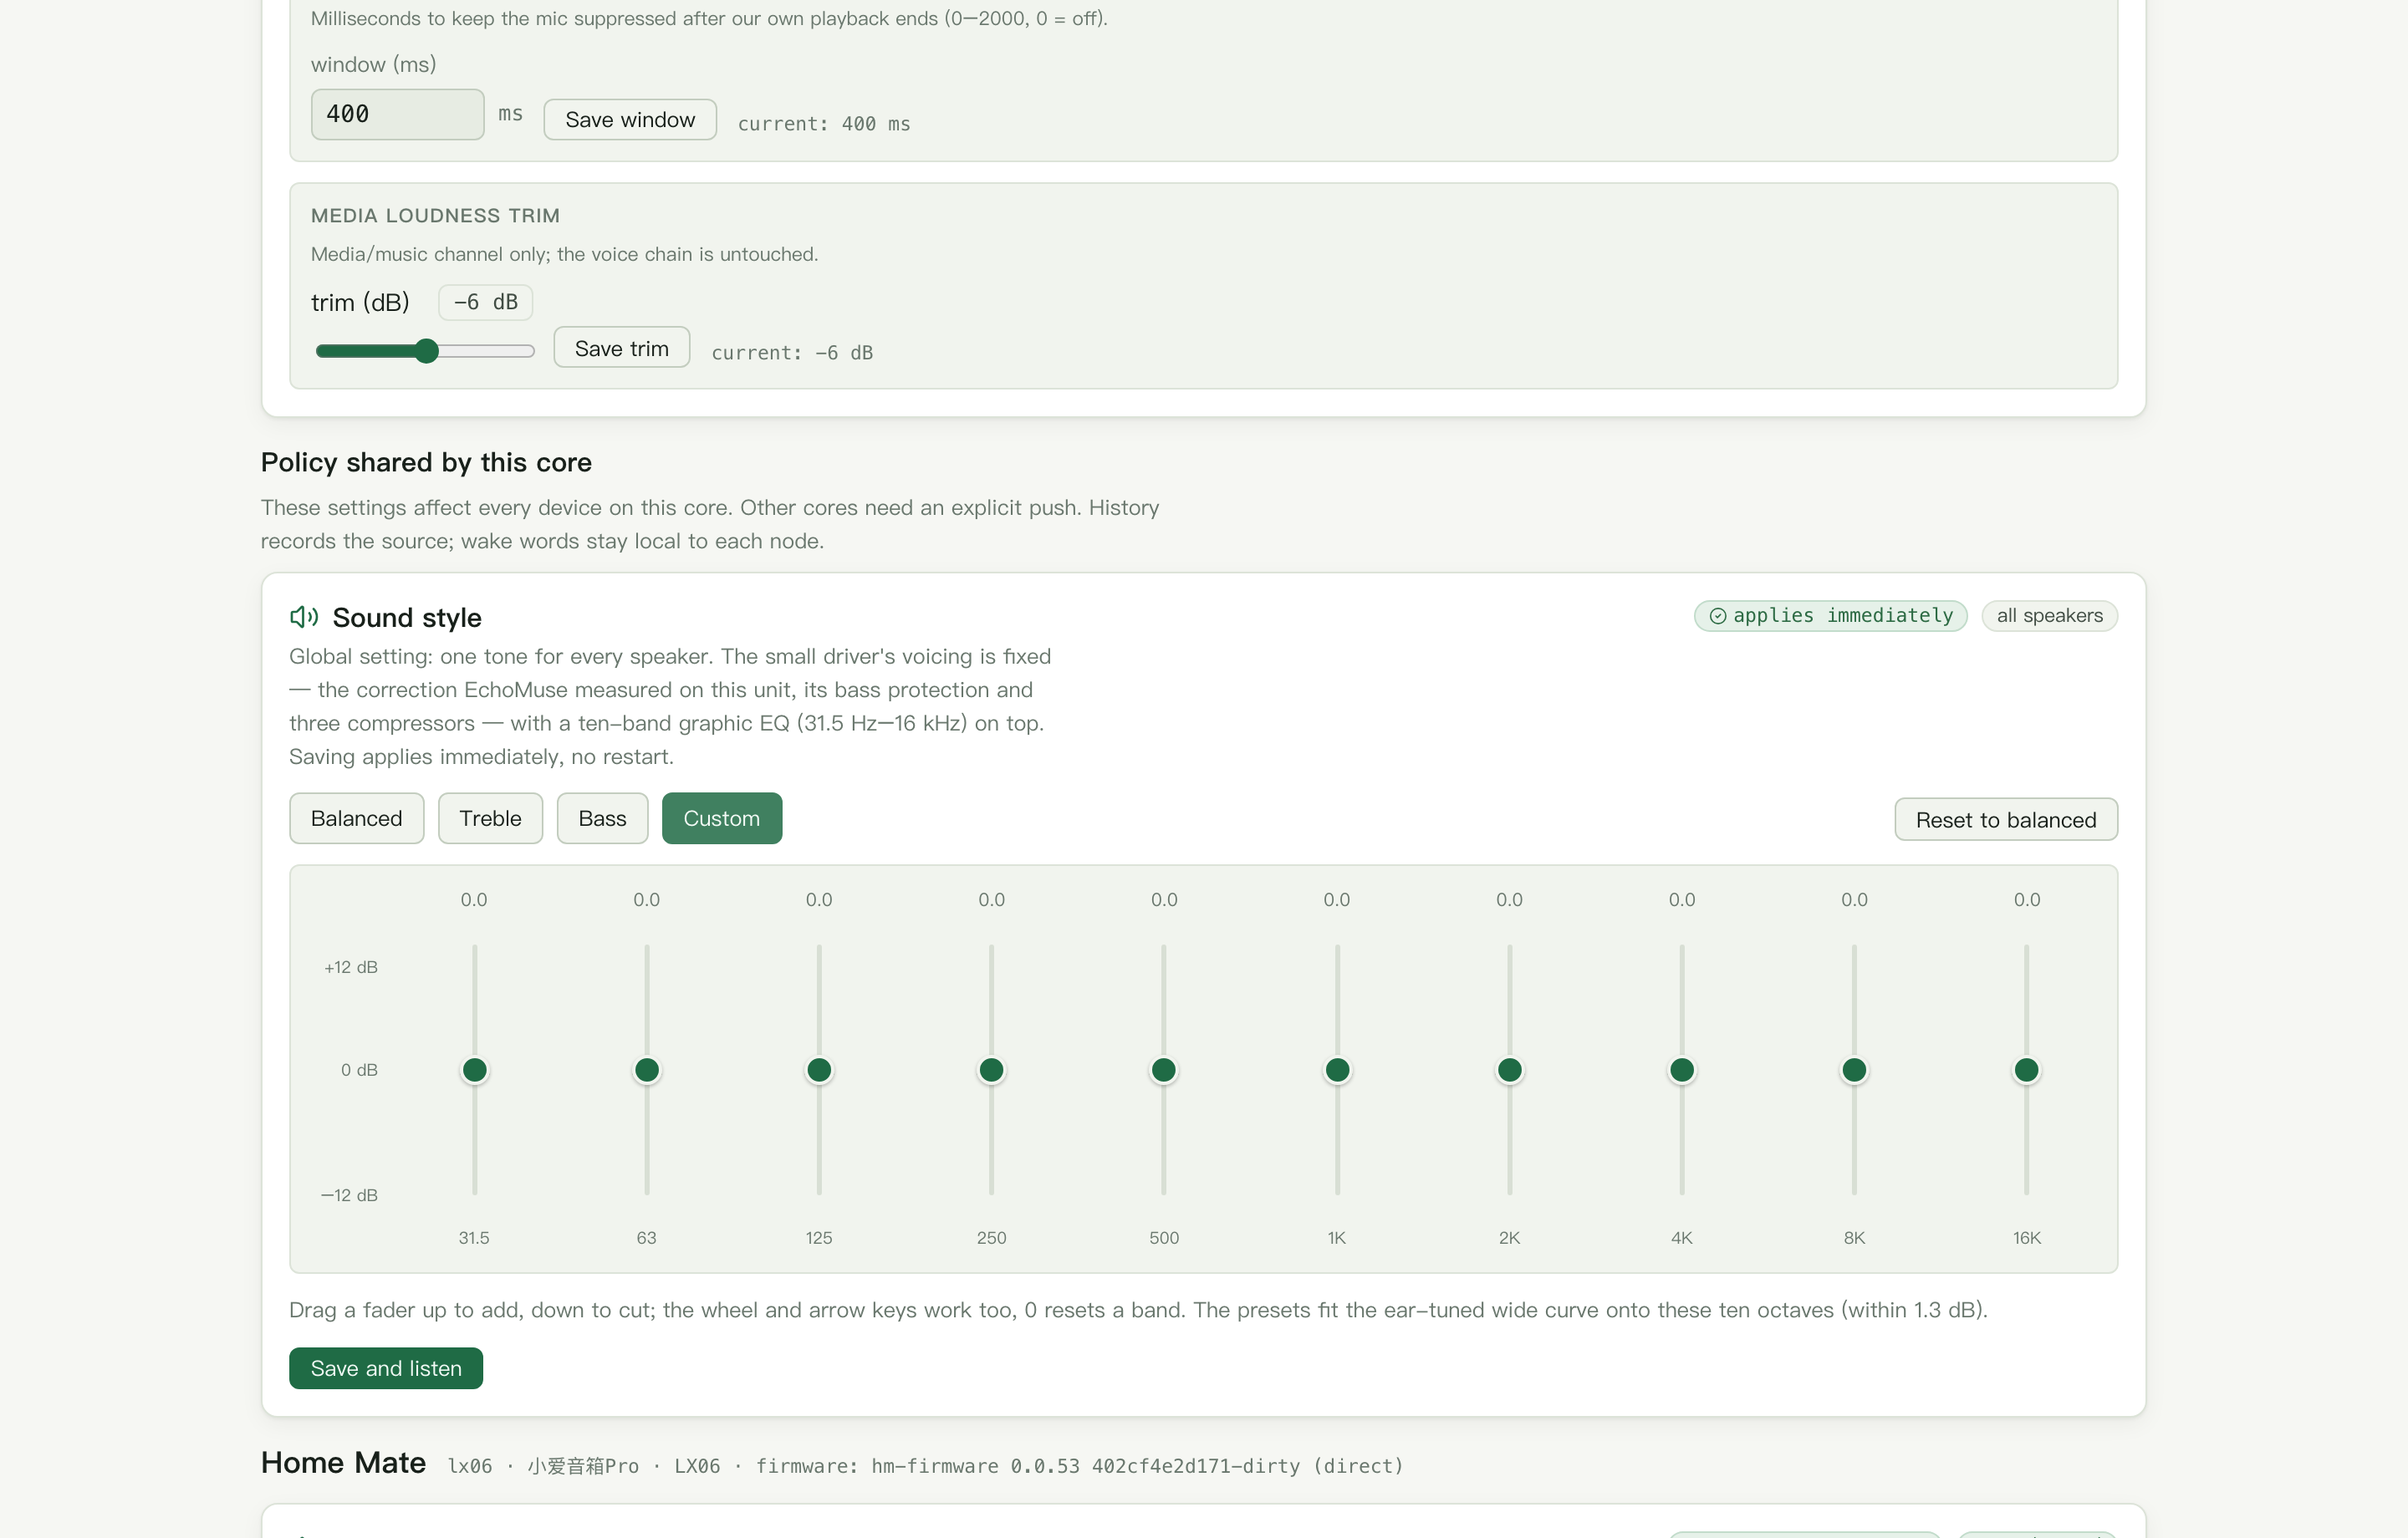 Milliseconds to keep the mic suppressed after our own playback ends (0—2000, 0 = off).
window (ms)
400 ms Save window current: 400 ms
MEDIA LOUDNESS TRIM
Media/music channel only; the voice chain is untouched.
trim (dB) −6 dB
Save trim current: −6 dB
Policy shared by this core
These settings affect every device on this core. Other cores need an explicit push. History
records the source; wake words stay local to each node.
Sound style applies immediately all speakers
Global setting: one tone for every speaker. The small driver's voicing is fixed
— the correction EchoMuse measured on this unit, its bass protection and
three compressors — with a ten-band graphic EQ (31.5 Hz—16 kHz) on top.
Saving applies immediately, no restart.
Balanced Treble Bass Custom Reset to balanced
0.0 0.0 0.0 0.0 0.0 0.0 0.0 0.0 0.0 0.0
+12 dB
0 dB
−12 dB
31.5 63 125 250 500 1K 2K 4K 8K 16K
Drag a fader up to add, down to cut; the wheel and arrow keys work too, 0 resets a band. The presets fit the ear-tuned wide curve onto these ten octaves (within 1.3 dB).
Save and listen
Home Mate lx06 · 小爱音箱Pro · LX06 · firmware: hm-firmware 0.0.53 402cf4e2d171-dirty (direct)